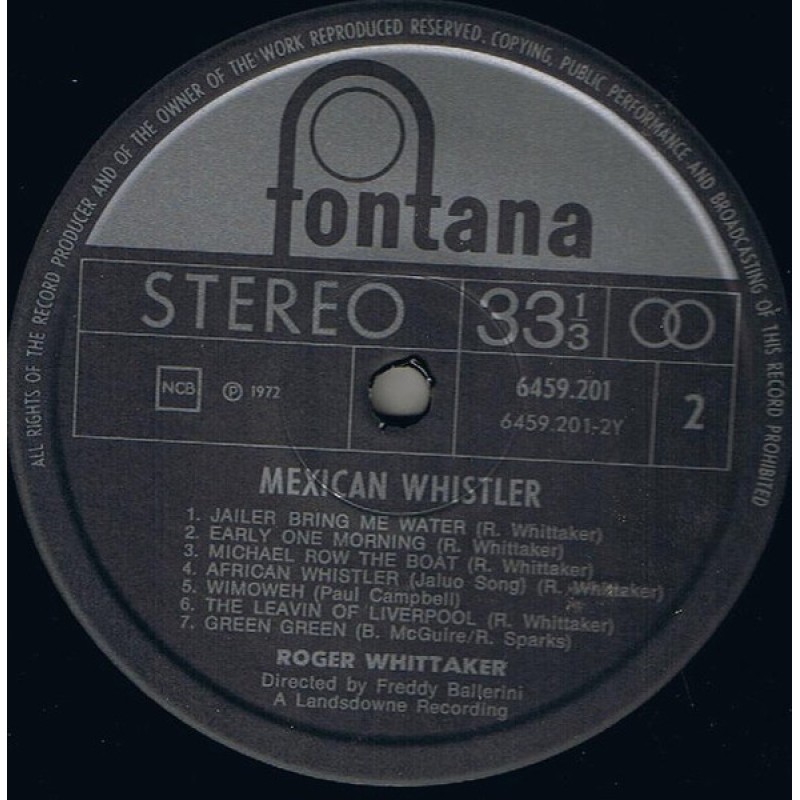 ALL RIGHTS OF THE RECORD PRODUCER AND OF THE OWNER OF THE WORK REPRODUCED RESERVED. COPYING, PUBLIC PERFORMANCE AND BROADCASTING OF THIS RECORD PROHIBITED
fontana
STEREO 33 1/3
NCB ℗ 1972 6459.201
6459.201-2Y 2
MEXICAN WHISTLER
1. JAILER BRING ME WATER (R. Whittaker)
2. EARLY ONE MORNING (R. Whittaker)
3. MICHAEL ROW THE BOAT (R. Whittaker)
4. AFRICAN WHISTLER (Jaluo Song) (R. Whittaker)
5. WIMOWEH (Paul Campbell)
6. THE LEAVIN OF LIVERPOOL (R. Whittaker)
7. GREEN GREEN (B. McGuire/R. Sparks)
ROGER WHITTAKER
Directed by Freddy Ballerini
A Landsdowne Recording